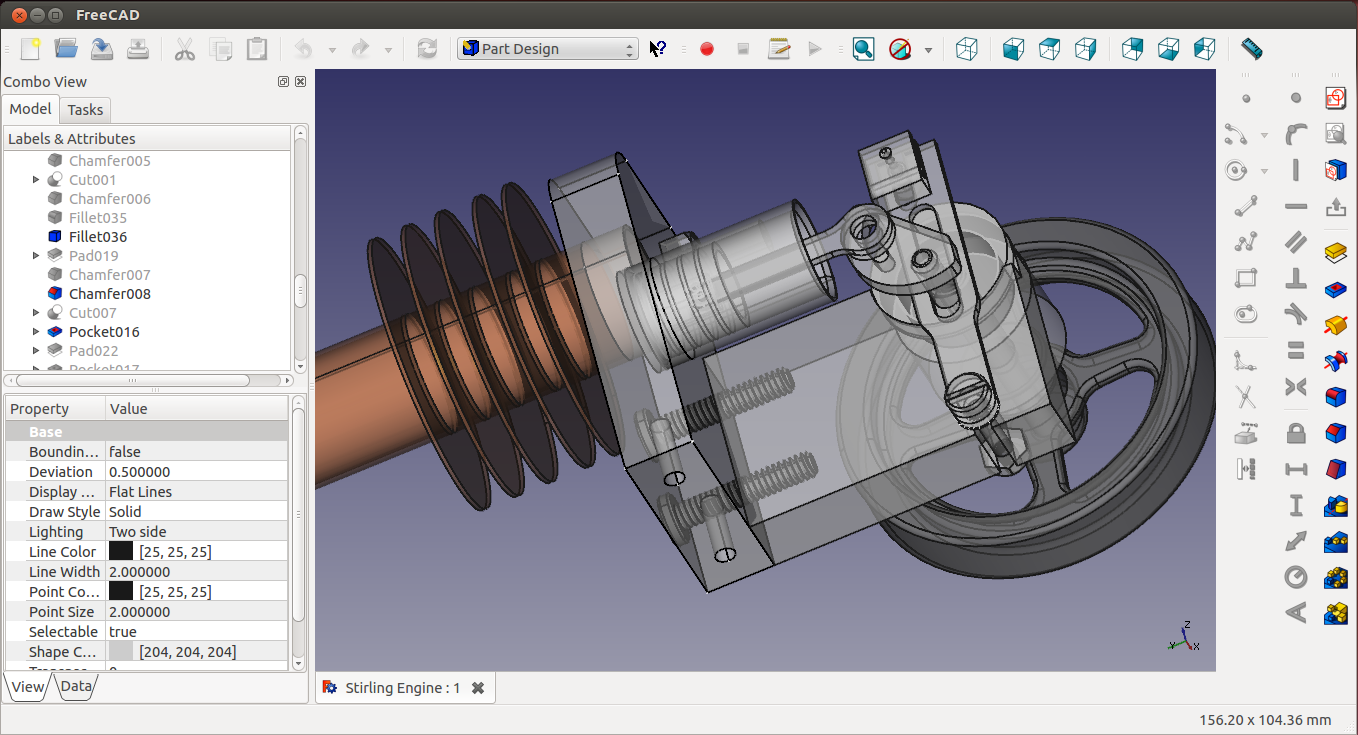 FreeCAD
Part Design
Combo View
Model Tasks
Labels & Attributes
Chamfer005
Cut001
Chamfer006
Fillet035
Fillet036
Pad019
Chamfer007
Chamfer008
Cut007
Pocket016
Pad022
Pocket017
Property Value
Base
Boundin... false
Deviation 0.500000
Display ... Flat Lines
Draw Style Solid
Lighting Two side
Line Color [25, 25, 25]
Line Width 2.000000
Point Co... [25, 25, 25]
Point Size 2.000000
Selectable true
Shape C... [204, 204, 204]
View Data
Z
Y X
Stirling Engine : 1
156.20 x 104.36 mm